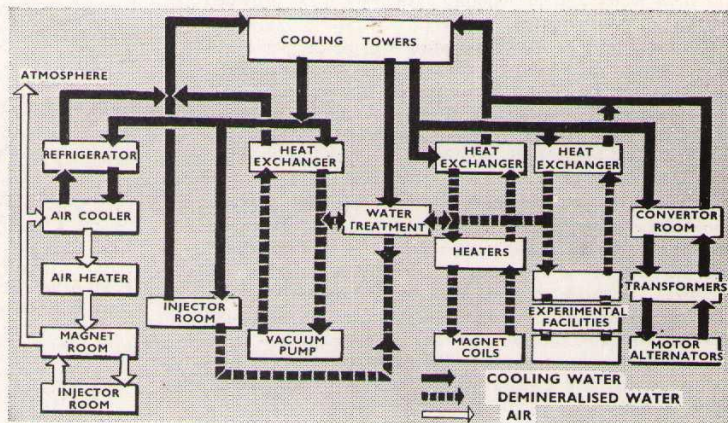 COOLING TOWERS
ATMOSPHERE
REFRIGERATOR
HEAT
EXCHANGER
HEAT
EXCHANGER
HEAT
EXCHANGER
AIR COOLER
WATER
TREATMENT
CONVERTOR
ROOM
HEATERS
AIR HEATER
INJECTOR
ROOM
EXPERIMENTAL
FACILITIES
TRANSFORMERS
MAGNET
ROOM
VACUUM
PUMP
MAGNET
COILS
MOTOR
ALTERNATORS
INJECTOR
ROOM
COOLING WATER
DEMINERALISED WATER
AIR